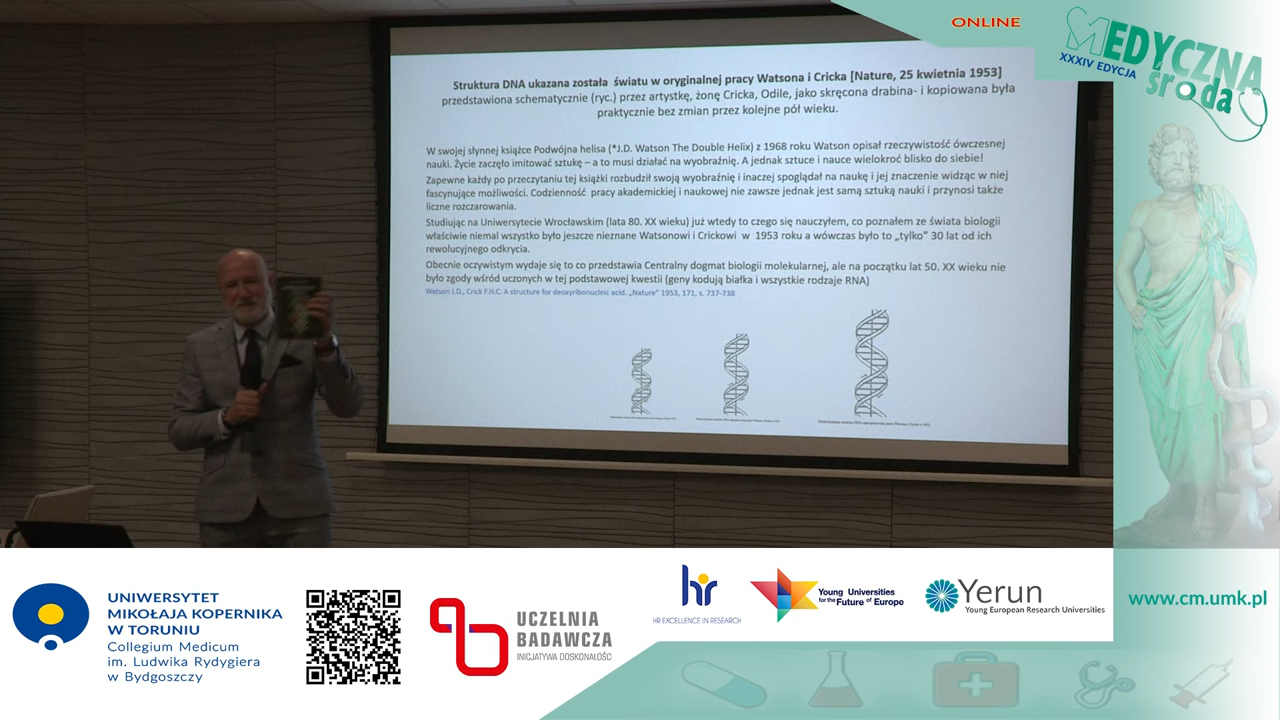 ONLINE
MEDYCZNA
XXXIV EDYCJA
środa
Struktura DNA ukazana została światu w oryginalnej pracy Watsona i Cricka [Nature, 25 kwietnia 1953]
przedstawiona schematycznie (ryc.) przez artystkę, żonę Cricka, Odile, jako skręcona drabina- i kopiowana była
praktycznie bez zmian przez kolejne pół wieku.
W swojej słynnej książce Podwójna helisa (*J.D. Watson The Double Helix) z 1968 roku Watson opisał rzeczywistość ówczesnej
nauki. Życie zaczęło imitować sztukę – a to musi działać na wyobraźnię. A jednak sztuce i nauce wielokroć blisko do siebie!
Zapewne każdy po przeczytaniu tej książki rozbudził swoją wyobraźnię i inaczej spoglądał na naukę i jej znaczenie widząc w niej
fascynujące możliwości. Codzienność pracy akademickiej i naukowej nie zawsze jednak jest samą sztuką nauki i przynosi także
liczne rozczarowania.
Studiując na Uniwersytecie Wrocławskim (lata 80. XX wieku) już wtedy to czego się nauczyłem, co poznałem ze świata biologii
właściwie niemal wszystko było jeszcze nieznane Watsonowi i Crickowi w 1953 roku a wówczas było to „tylko” 30 lat od ich
rewolucyjnego odkrycia.
Obecnie oczywistym wydaje się to co przedstawia Centralny dogmat biologii molekularnej, ale na początku lat 50. XX wieku nie
było zgody wśród uczonych w tej podstawowej kwestii (geny kodują białka i wszystkie rodzaje RNA)
Watson J.D., Crick F.H.C. A structure for deoxyribonucleic acid. „Nature” 1953, 171, s. 737-738
UNIWERSYTET
MIKOŁAJA KOPERNIKA
W TORUNIU
Collegium Medicum
im. Ludwika Rydygiera
w Bydgoszczy
UCZELNIA
BADAWCZA
INICJATYWA DOSKONAŁOŚCI
hr
HR EXCELLENCE IN RESEARCH
Young Universities
for the Future of Europe
Yerun
Young European Research Universities
www.cm.umk.pl